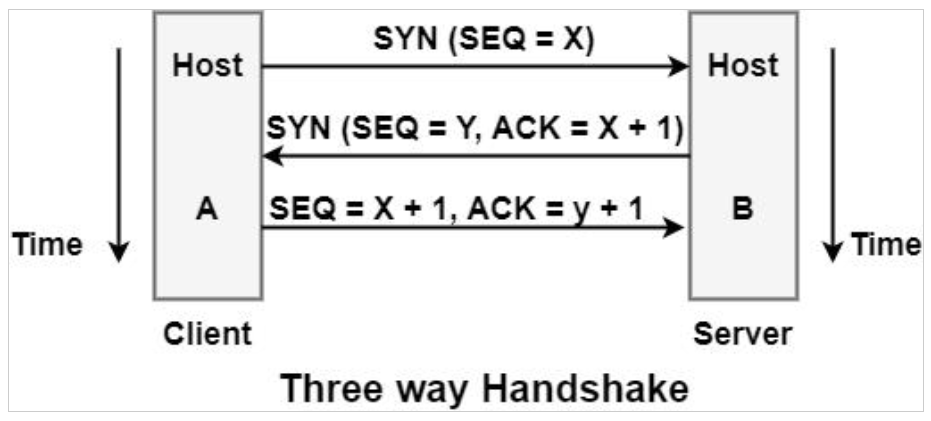 SYN (SEQ = X)
Host
Host
SYN (SEQ = Y, ACK = X + 1)
A
SEQ = X + 1, ACK = y + 1
B
Time
Time
Client
Server
Three way Handshake